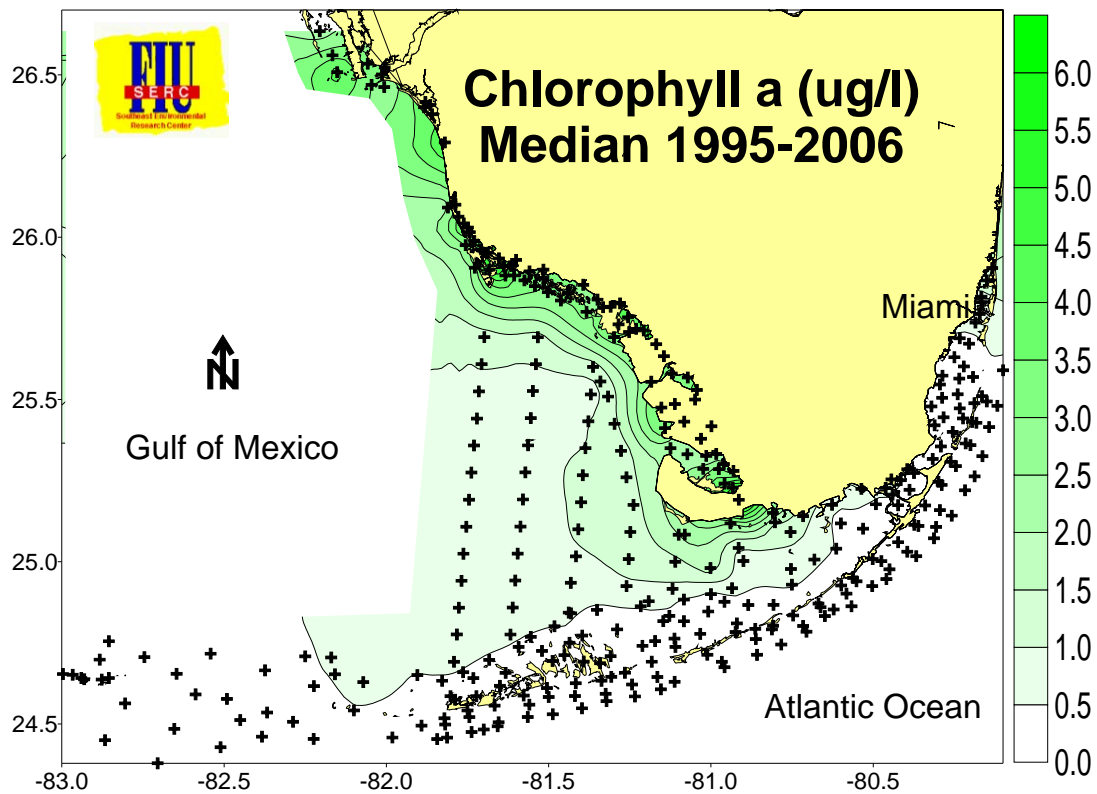 FIU
SERC
Southeast Environmental
Research Center
Chlorophyll a (ug/l)
Median 1995-2006
Miami
N
Gulf of Mexico
Atlantic Ocean
26.5
26.0
25.5
25.0
24.5
-83.0
-82.5
-82.0
-81.5
-81.0
-80.5
6.0
5.5
5.0
4.5
4.0
3.5
3.0
2.5
2.0
1.5
1.0
0.5
0.0